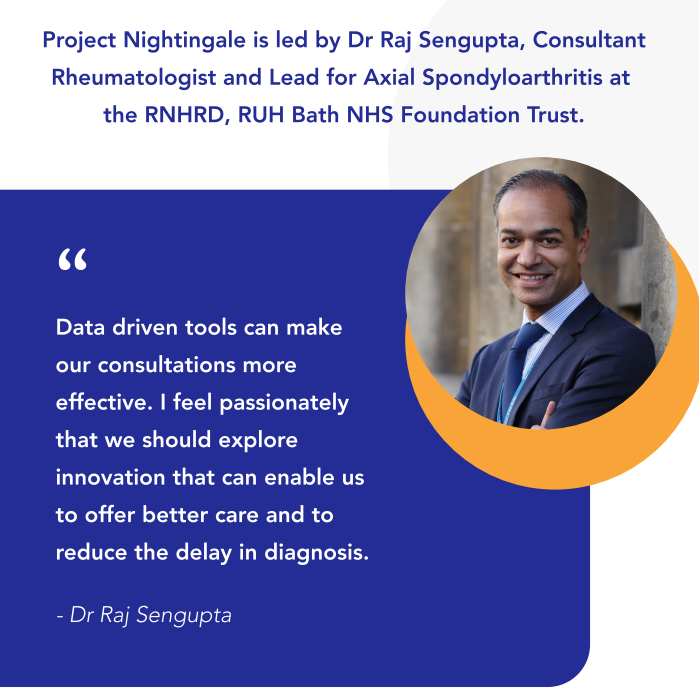 Project Nightingale is led by Dr Raj Sengupta, Consultant
Rheumatologist and Lead for Axial Spondyloarthritis at
the RNHRD, RUH Bath NHS Foundation Trust.
“
Data driven tools can make
our consultations more
effective. I feel passionately
that we should explore
innovation that can enable us
to offer better care and to
reduce the delay in diagnosis.
- Dr Raj Sengupta